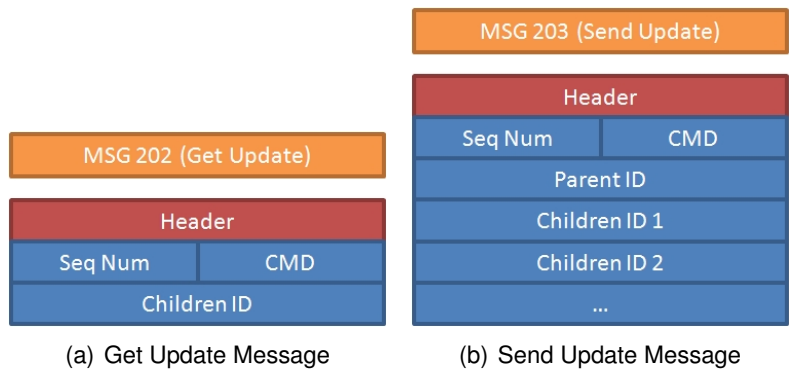 MSG 202 (Get Update)
Header
Seq Num CMD
Children ID
(a) Get Update Message
MSG 203 (Send Update)
Header
Seq Num CMD
Parent ID
Children ID 1
Children ID 2
...
(b) Send Update Message